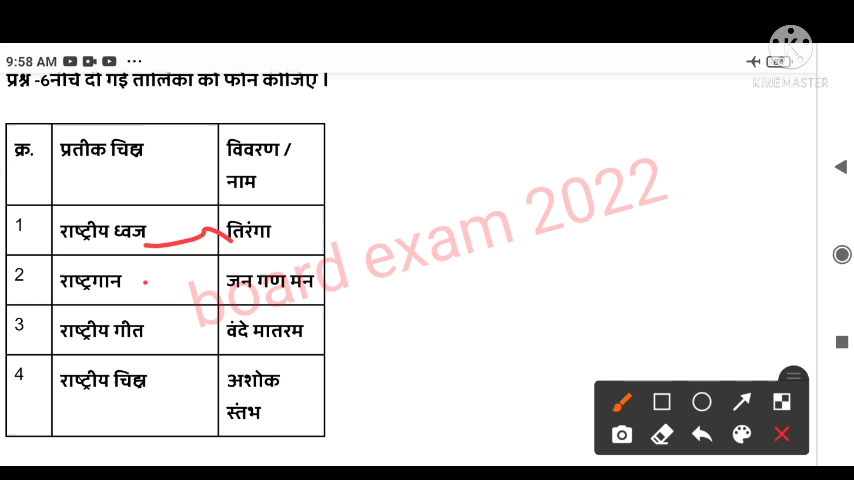 9:58 AM
KINEMASTER
प्रश्न -6नीचे दी गई तालिका को फोन कीजिए ।
क्र. प्रतीक चिह्न विवरण / नाम
1 राष्ट्रीय ध्वज तिरंगा
2 राष्ट्रगान जन गण मन
3 राष्ट्रीय गीत वंदे मातरम
4 राष्ट्रीय चिह्न अशोक स्तंभ
board exam 2022